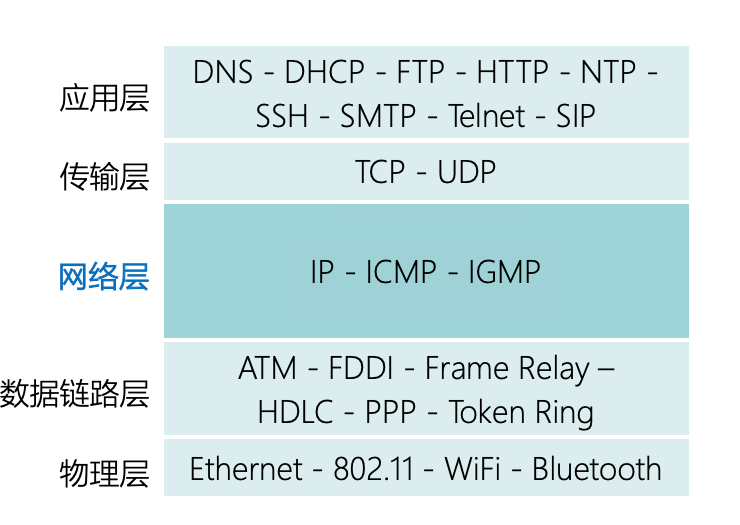 应用层
DNS - DHCP - FTP - HTTP - NTP -
SSH - SMTP - Telnet - SIP
传输层
TCP - UDP
网络层
IP - ICMP - IGMP
数据链路层
ATM - FDDI - Frame Relay –
HDLC - PPP - Token Ring
物理层
Ethernet - 802.11 - WiFi - Bluetooth